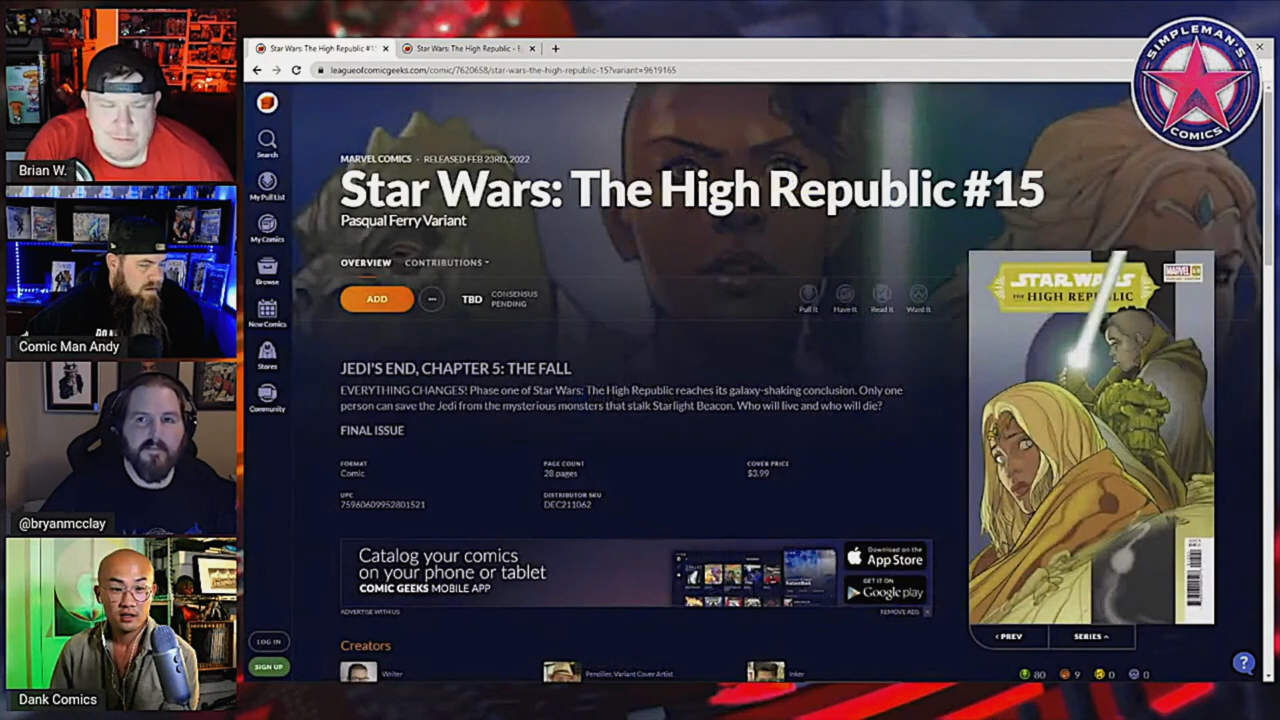 Star Wars: The High Republic #1
Star Wars: The High Republic - E
leagueofcomicgeeks.com/comic/7620658/star-wars-the-high-republic-15?variant=9619165
SIMPLEMAN'S
COMICS
Brian W.
Comic Man Andy
@bryanmcclay
Dank Comics
Search
My Pull List
My Comics
Browse
New Comics
Stores
Community
LOG IN
SIGN UP
MARVEL COMICS · RELEASED FEB 23RD, 2022
Star Wars: The High Republic #15
Pasqual Ferry Variant
OVERVIEW CONTRIBUTIONS
ADD
TBD CONSENSUS
PENDING
Pull It Have It Read It Want It
JEDI'S END, CHAPTER 5: THE FALL
EVERYTHING CHANGES! Phase one of Star Wars: The High Republic reaches its galaxy-shaking conclusion. Only one
person can save the Jedi from the mysterious monsters that stalk Starlight Beacon. Who will live and who will die?
FINAL ISSUE
FORMAT PAGE COUNT COVER PRICE
Comic 28 pages $3.99
UPC DISTRIBUTOR SKU
75960609952801521 DEC211062
Catalog your comics
on your phone or tablet
COMIC GEEKS MOBILE APP
Download on the
App Store
GET IT ON
Google play
ADVERTISE WITH US REMOVE ADS
Creators
Writer Penciller, Variant Cover Artist Inker
STAR WARS
THE HIGH REPUBLIC
MARVEL
PREV SERIES
80 9 0 0
?